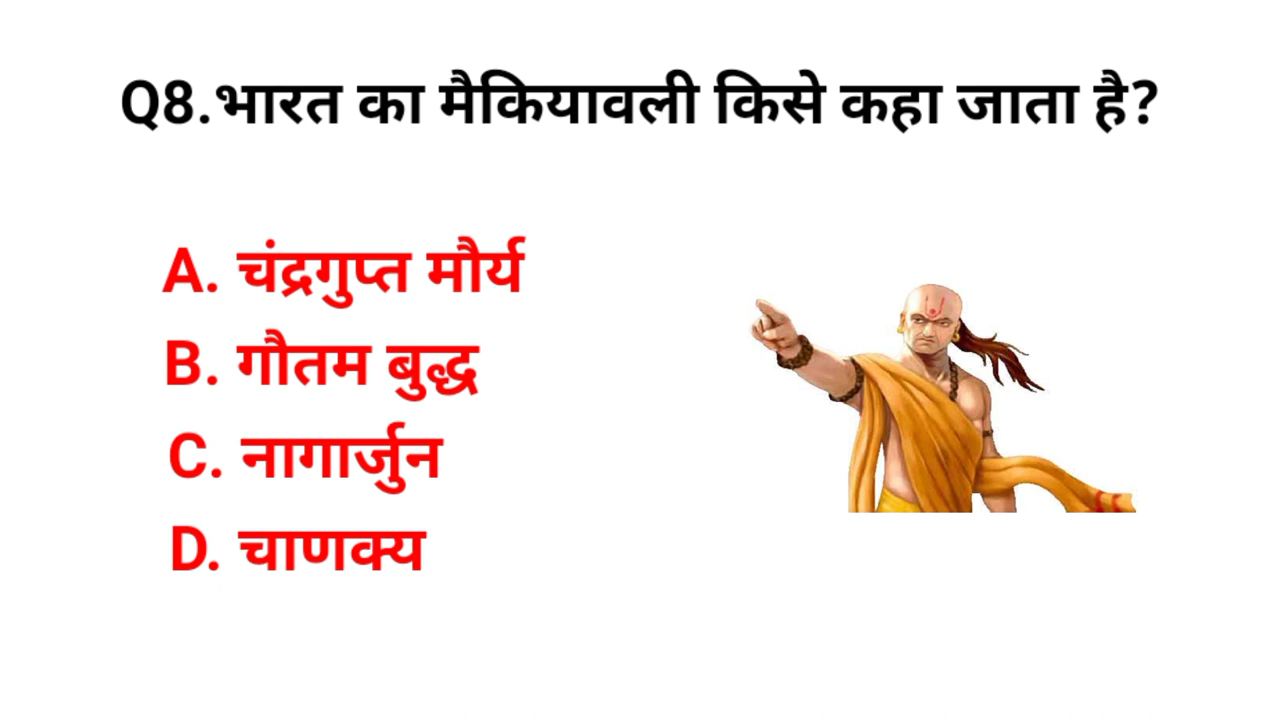 Q8.भारत का मैकियावली किसे कहा जाता है?
A. चंद्रगुप्त मौर्य
B. गौतम बुद्ध
C. नागार्जुन
D. चाणक्य